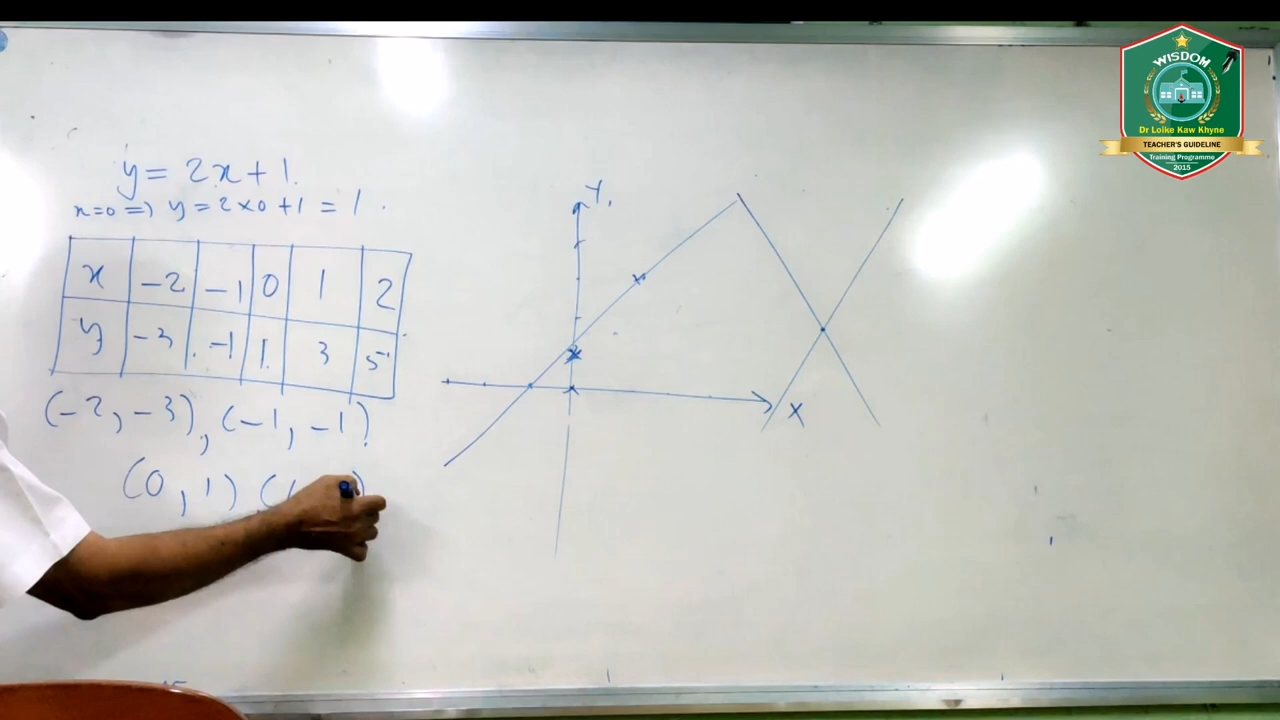 y = 2x + 1.
x=0 => y = 2×0 +1 = 1.
x -2 -1 0 1 2
y -3 -1 1 3 5
(-2, -3), (-1, -1),
(0, 1),
Y
X
WISDOM
Dr Loike Kaw Khyne
TEACHER'S GUIDELINE
Training Programme
2015